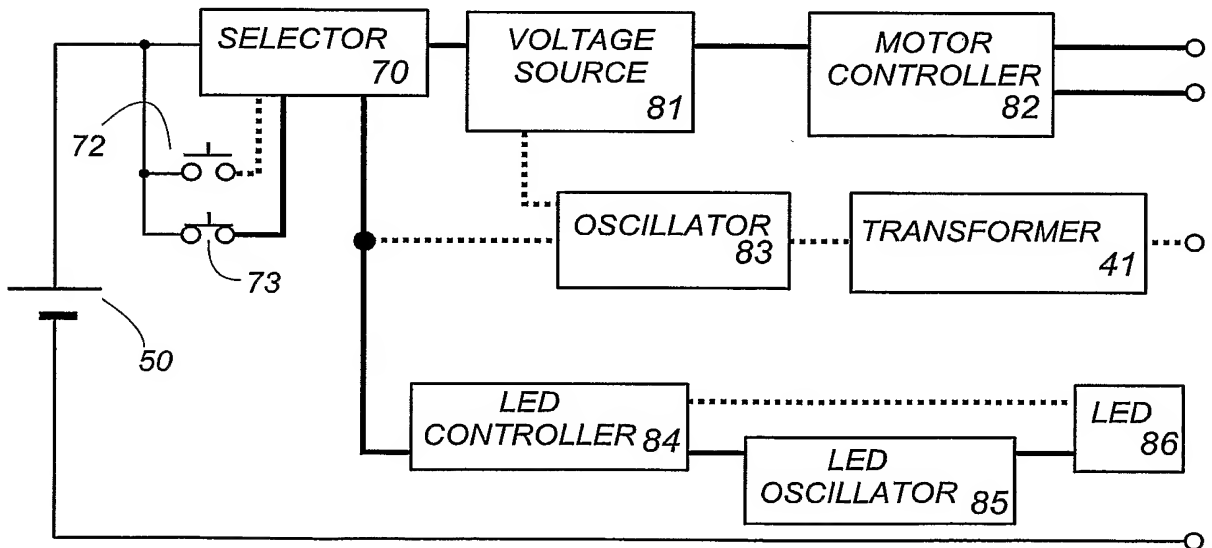 SELECTOR
70
VOLTAGE
SOURCE
81
MOTOR
CONTROLLER
82
72
73
OSCILLATOR
83
TRANSFORMER
41
50
LED
CONTROLLER 84
LED
OSCILLATOR 85
LED
86